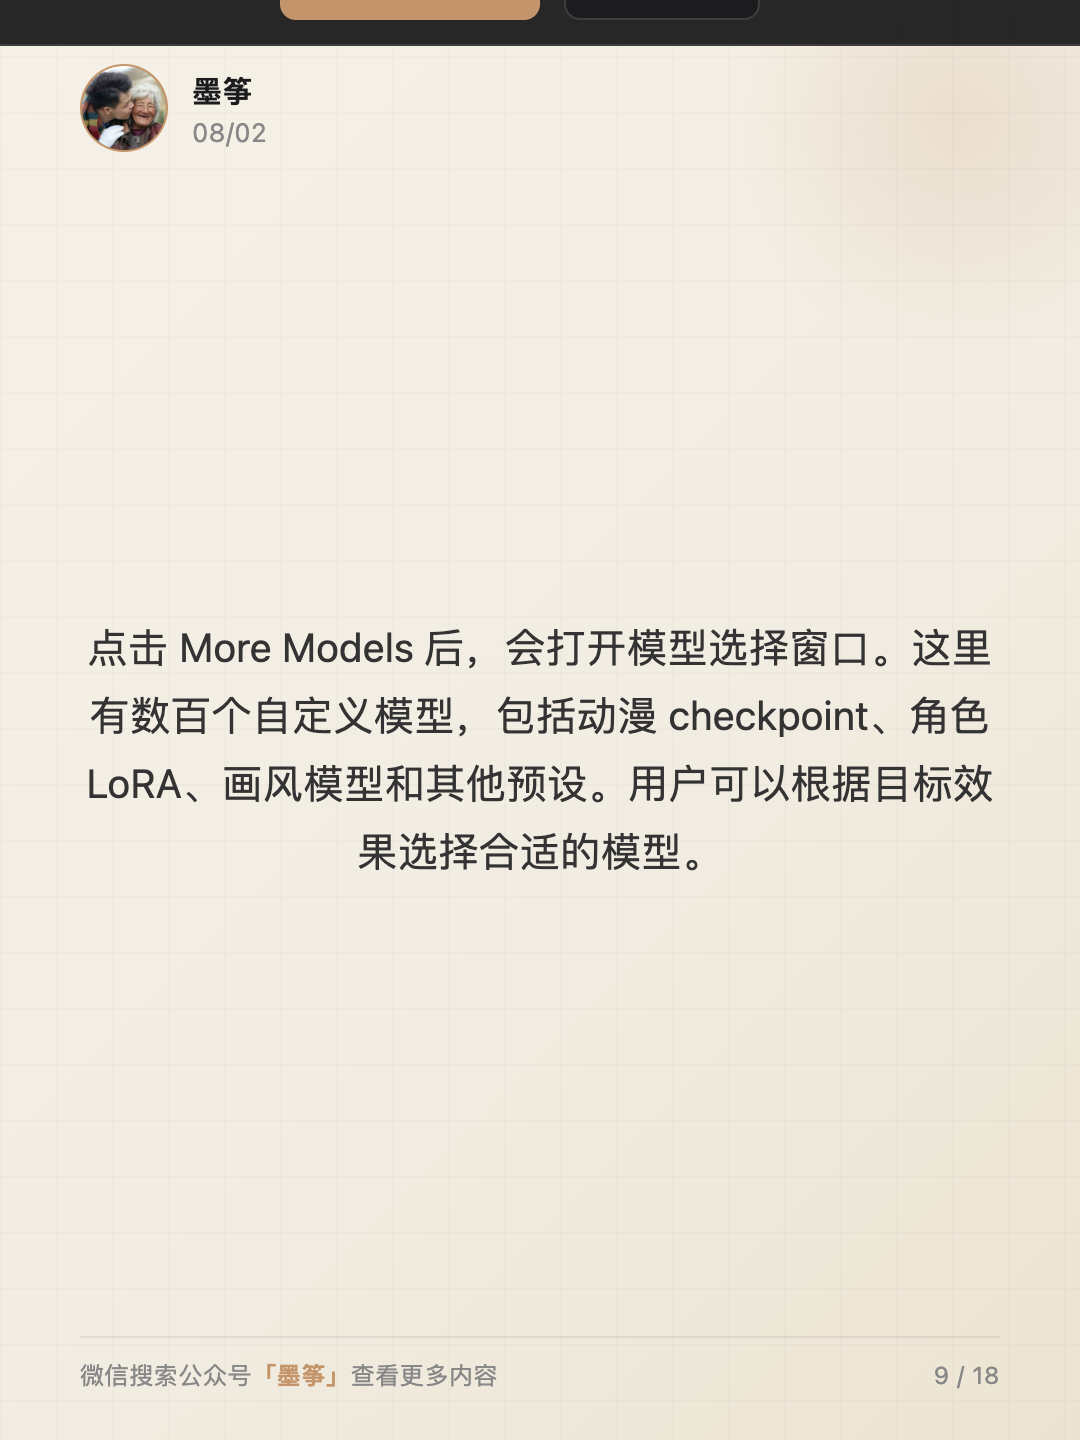 墨筝
08/02
点击 More Models 后，会打开模型选择窗口。这里
有数百个自定义模型，包括动漫 checkpoint、角色
LoRA、画风模型和其他预设。用户可以根据目标效
果选择合适的模型。
微信搜索公众号「墨筝」查看更多内容
9 / 18